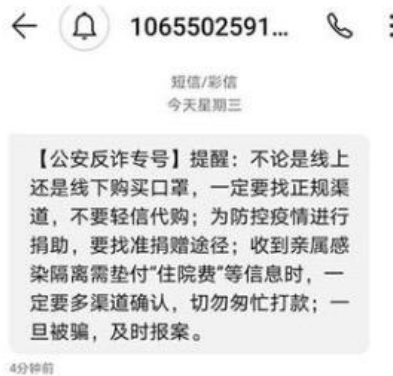 1065502591...
短信/彩信
今天星期三
【公安反诈专号】提醒：不论是线上
还是线下购买口罩，一定要找正规渠
道，不要轻信代购；为防控疫情进行
捐助，要找准捐赠途径；收到亲属感
染隔离需垫付“住院费”等信息时，一
定要多渠道确认，切勿匆忙打款；一
旦被骗，及时报案。
4分钟前